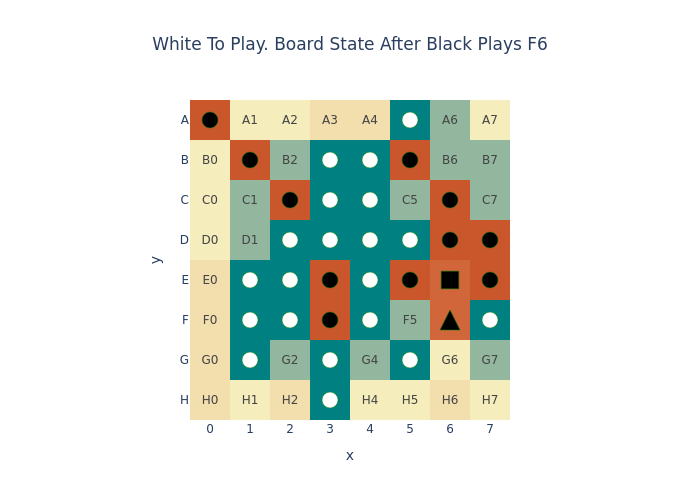 White To Play. Board State After Black Plays F6
A A1 A2 A3 A4 A6 A7
B B0 B2 B6 B7
C C0 C1 C5 C7
D D0 D1
E E0
F F0 F5
G G0 G2 G4 G6 G7
H H0 H1 H2 H4 H5 H6 H7
0 1 2 3 4 5 6 7
x
y